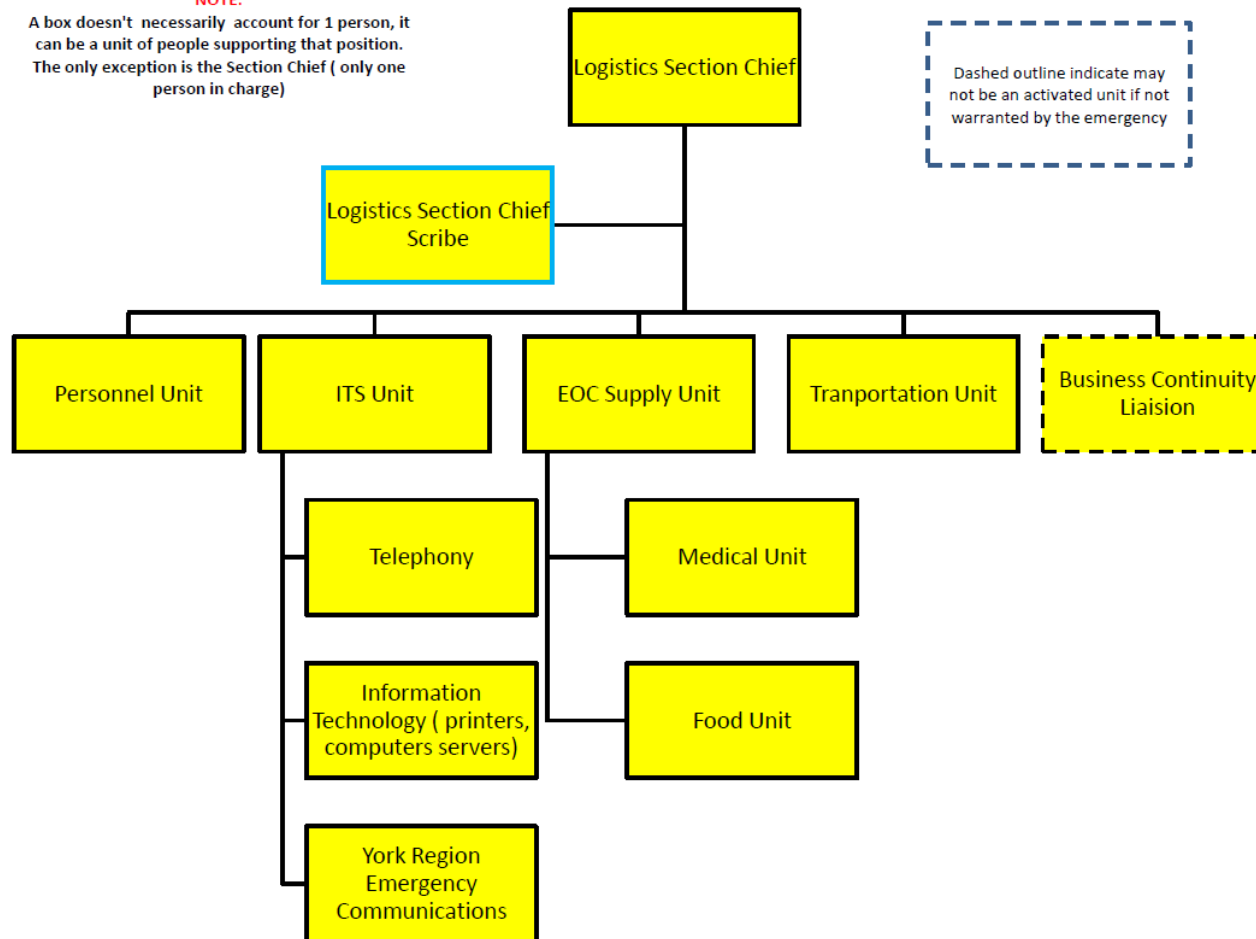 NOTE:
A box doesn't necessarily account for 1 person, it
can be a unit of people supporting that position.
The only exception is the Section Chief ( only one
person in charge)
Logistics Section Chief
Dashed outline indicate may
not be an activated unit if not
warranted by the emergency
Logistics Section Chief
Scribe
Personnel Unit
ITS Unit
EOC Supply Unit
Tranportation Unit
Business Continuity
Liaision
Telephony
Medical Unit
Information
Technology ( printers,
computers servers)
Food Unit
York Region
Emergency
Communications